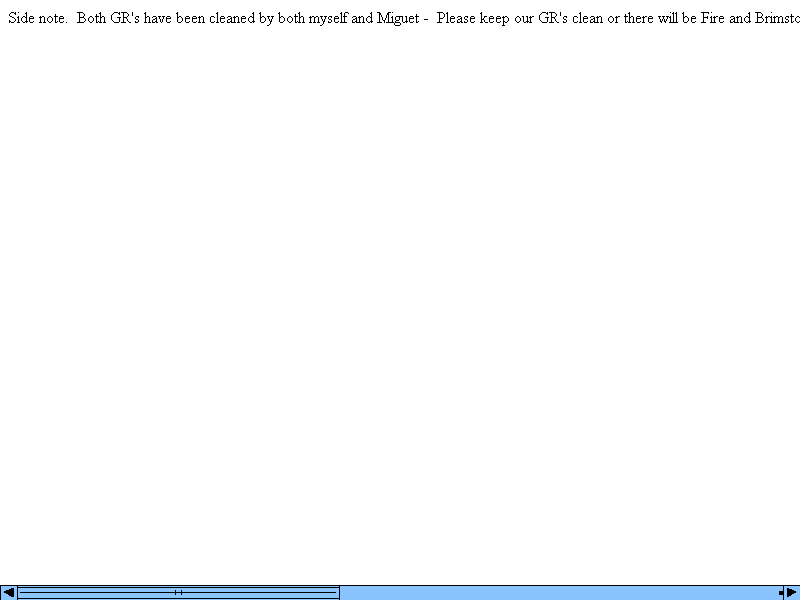 Side note.  Both GR's have been cleaned by both myself and Miguet -  Please keep our GR's clean or there will be Fire and Brimsto